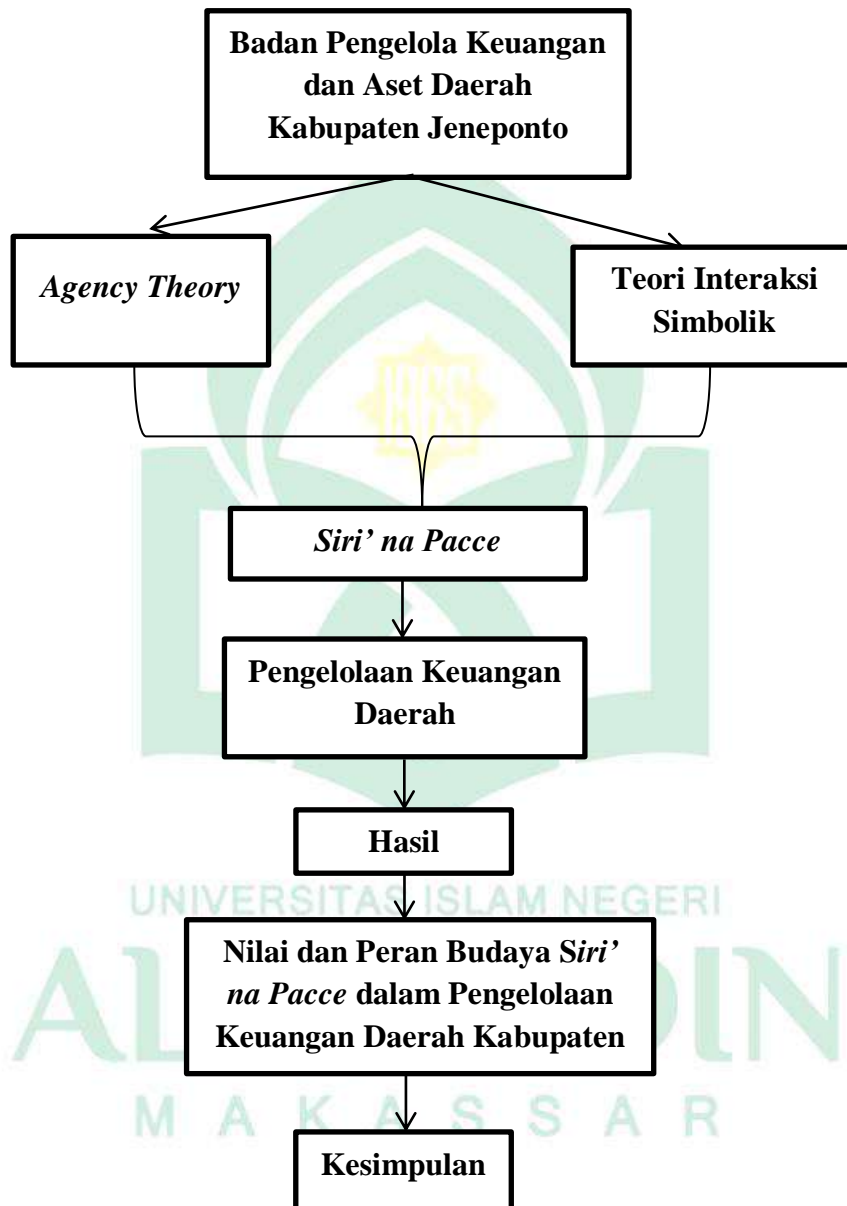 Badan Pengelola Keuangan
dan Aset Daerah
Kabupaten Jeneponto
Agency Theory
Teori Interaksi
Simbolik
Siri’ na Pacce
Pengelolaan Keuangan
Daerah
Hasil
UNIVERSITAS ISLAM NEGERI
Nilai dan Peran Budaya Siri’
na Pacce dalam Pengelolaan
Keuangan Daerah Kabupaten
MAKASSAR
Kesimpulan